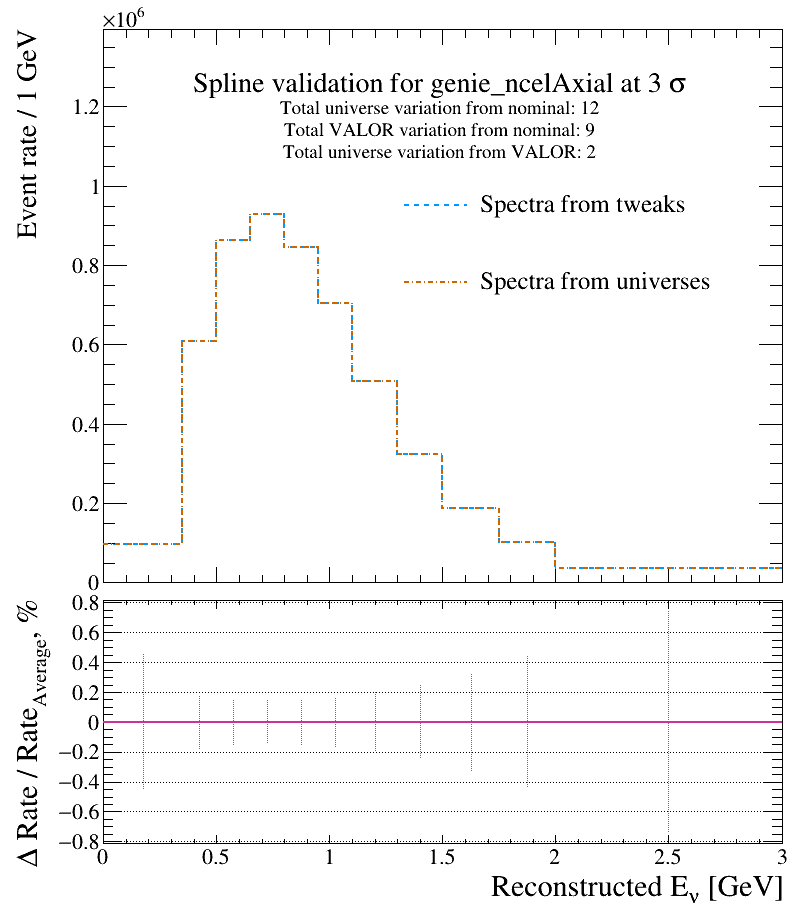 ×10⁶
Event rate / 1 GeV
Spline validation for genie_ncelAxial at 3 σ
Total universe variation from nominal: 12
Total VALOR variation from nominal: 9
Total universe variation from VALOR: 2
1.2
1
0.8
0.6
0.4
0.2
0
Spectra from tweaks
Spectra from universes
Δ Rate / Rate_Average, %
0.8
0.6
0.4
0.2
0
−0.2
−0.4
−0.6
−0.8
0 0.5 1 1.5 2 2.5 3
Reconstructed E_ν [GeV]